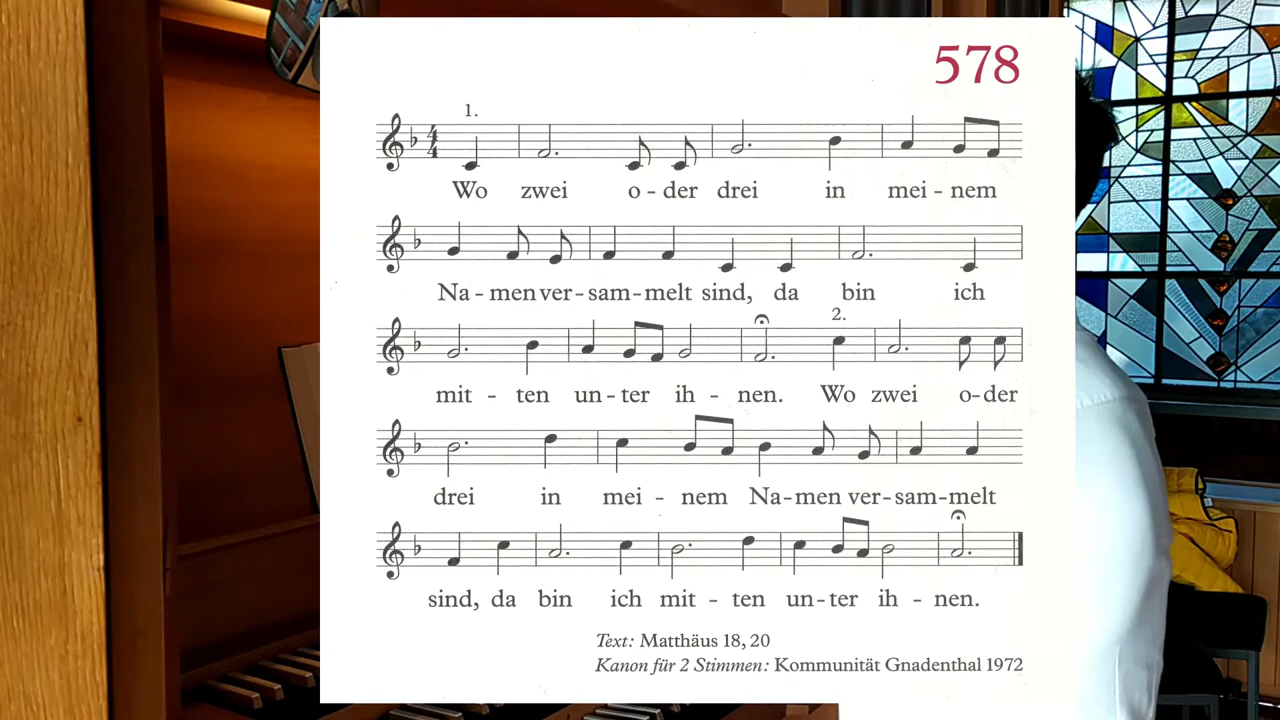 578
1.
Wo zwei o - der drei in mei - nem
Na - men ver - sam - melt sind, da bin ich
2.
mit - ten un - ter ih - nen. Wo zwei o - der
drei in mei - nem Na - men ver - sam - melt
sind, da bin ich mit - ten un - ter ih - nen.
Text: Matthäus 18, 20
Kanon für 2 Stimmen: Kommunität Gnadenthal 1972